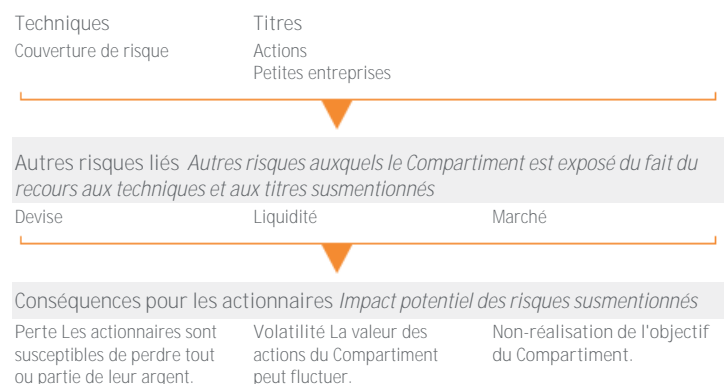 Techniques
Couverture de risque
Titres
Actions
Petites entreprises
Autres risques liés Autres risques auxquels le Compartiment est exposé du fait du
recours aux techniques et aux titres susmentionnés
Devise
Liquidité
Marché
Conséquences pour les actionnaires Impact potentiel des risques susmentionnés
Perte Les actionnaires sont
susceptibles de perdre tout
ou partie de leur argent.
Volatilité La valeur des
actions du Compartiment
peut fluctuer.
Non-réalisation de l'objectif
du Compartiment.